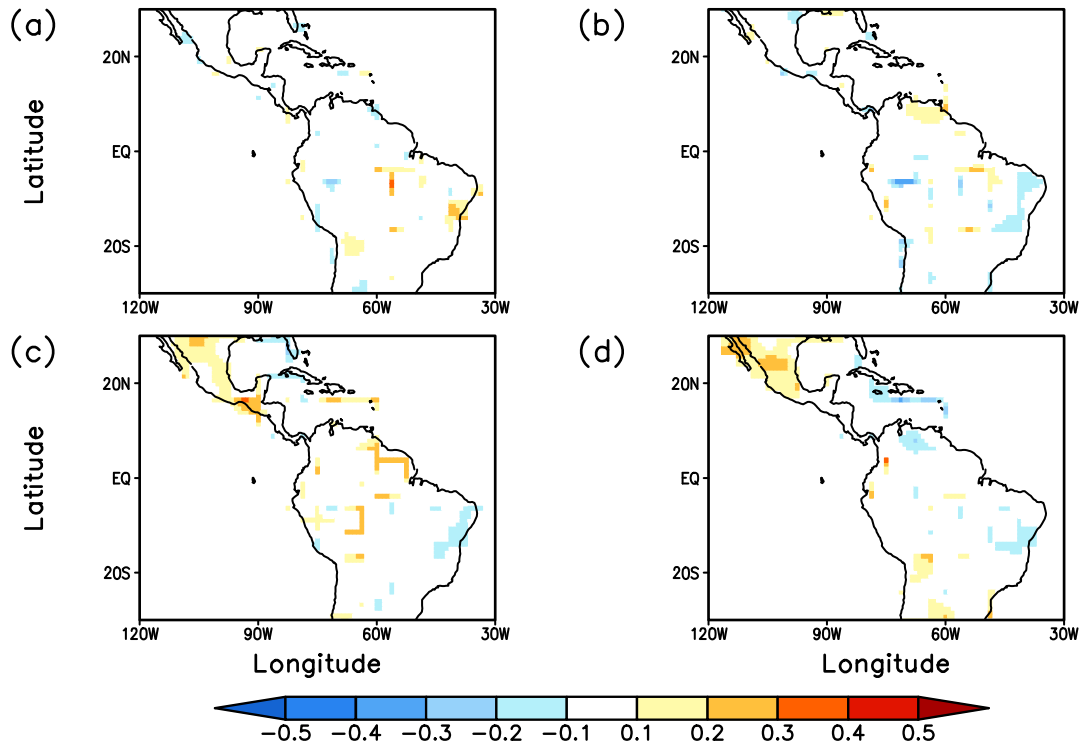 (a) (b)
Latitude
20N 20N
EQ EQ
20S 20S
120W 90W 60W 30W 120W 90W 60W 30W
(c) (d)
Latitude
20N 20N
EQ EQ
20S 20S
120W 90W 60W 30W 120W 90W 60W 30W
Longitude Longitude
-0.5 -0.4 -0.3 -0.2 -0.1 0.1 0.2 0.3 0.4 0.5